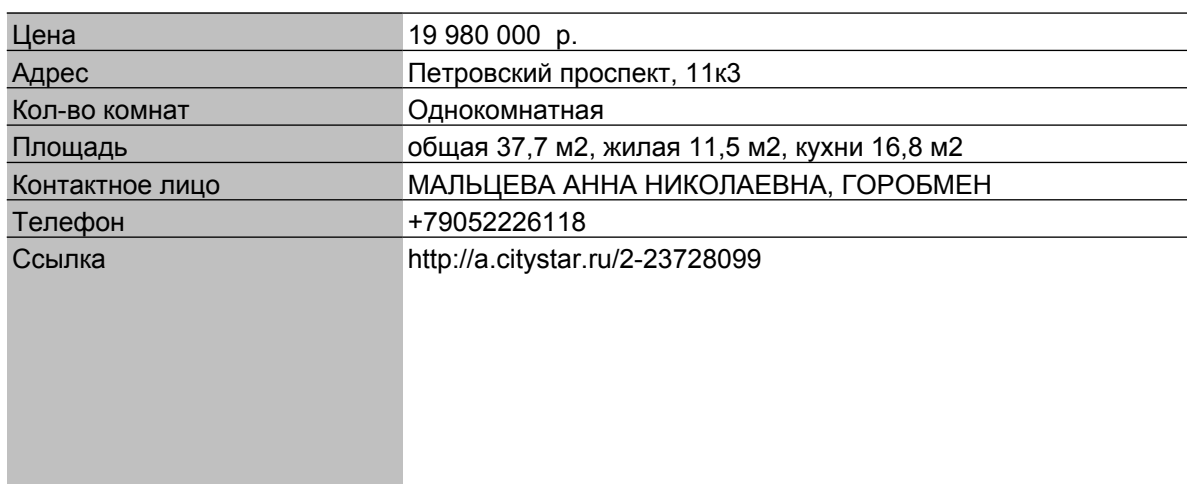 Цена 19 980 000 р.
Адрес Петровский проспект, 11к3
Кол-во комнат Однокомнатная
Площадь общая 37,7 м2, жилая 11,5 м2, кухни 16,8 м2
Контактное лицо МАЛЬЦЕВА АННА НИКОЛАЕВНА, ГОРОБМЕН
Телефон +79052226118
Ссылка http://a.citystar.ru/2-23728099